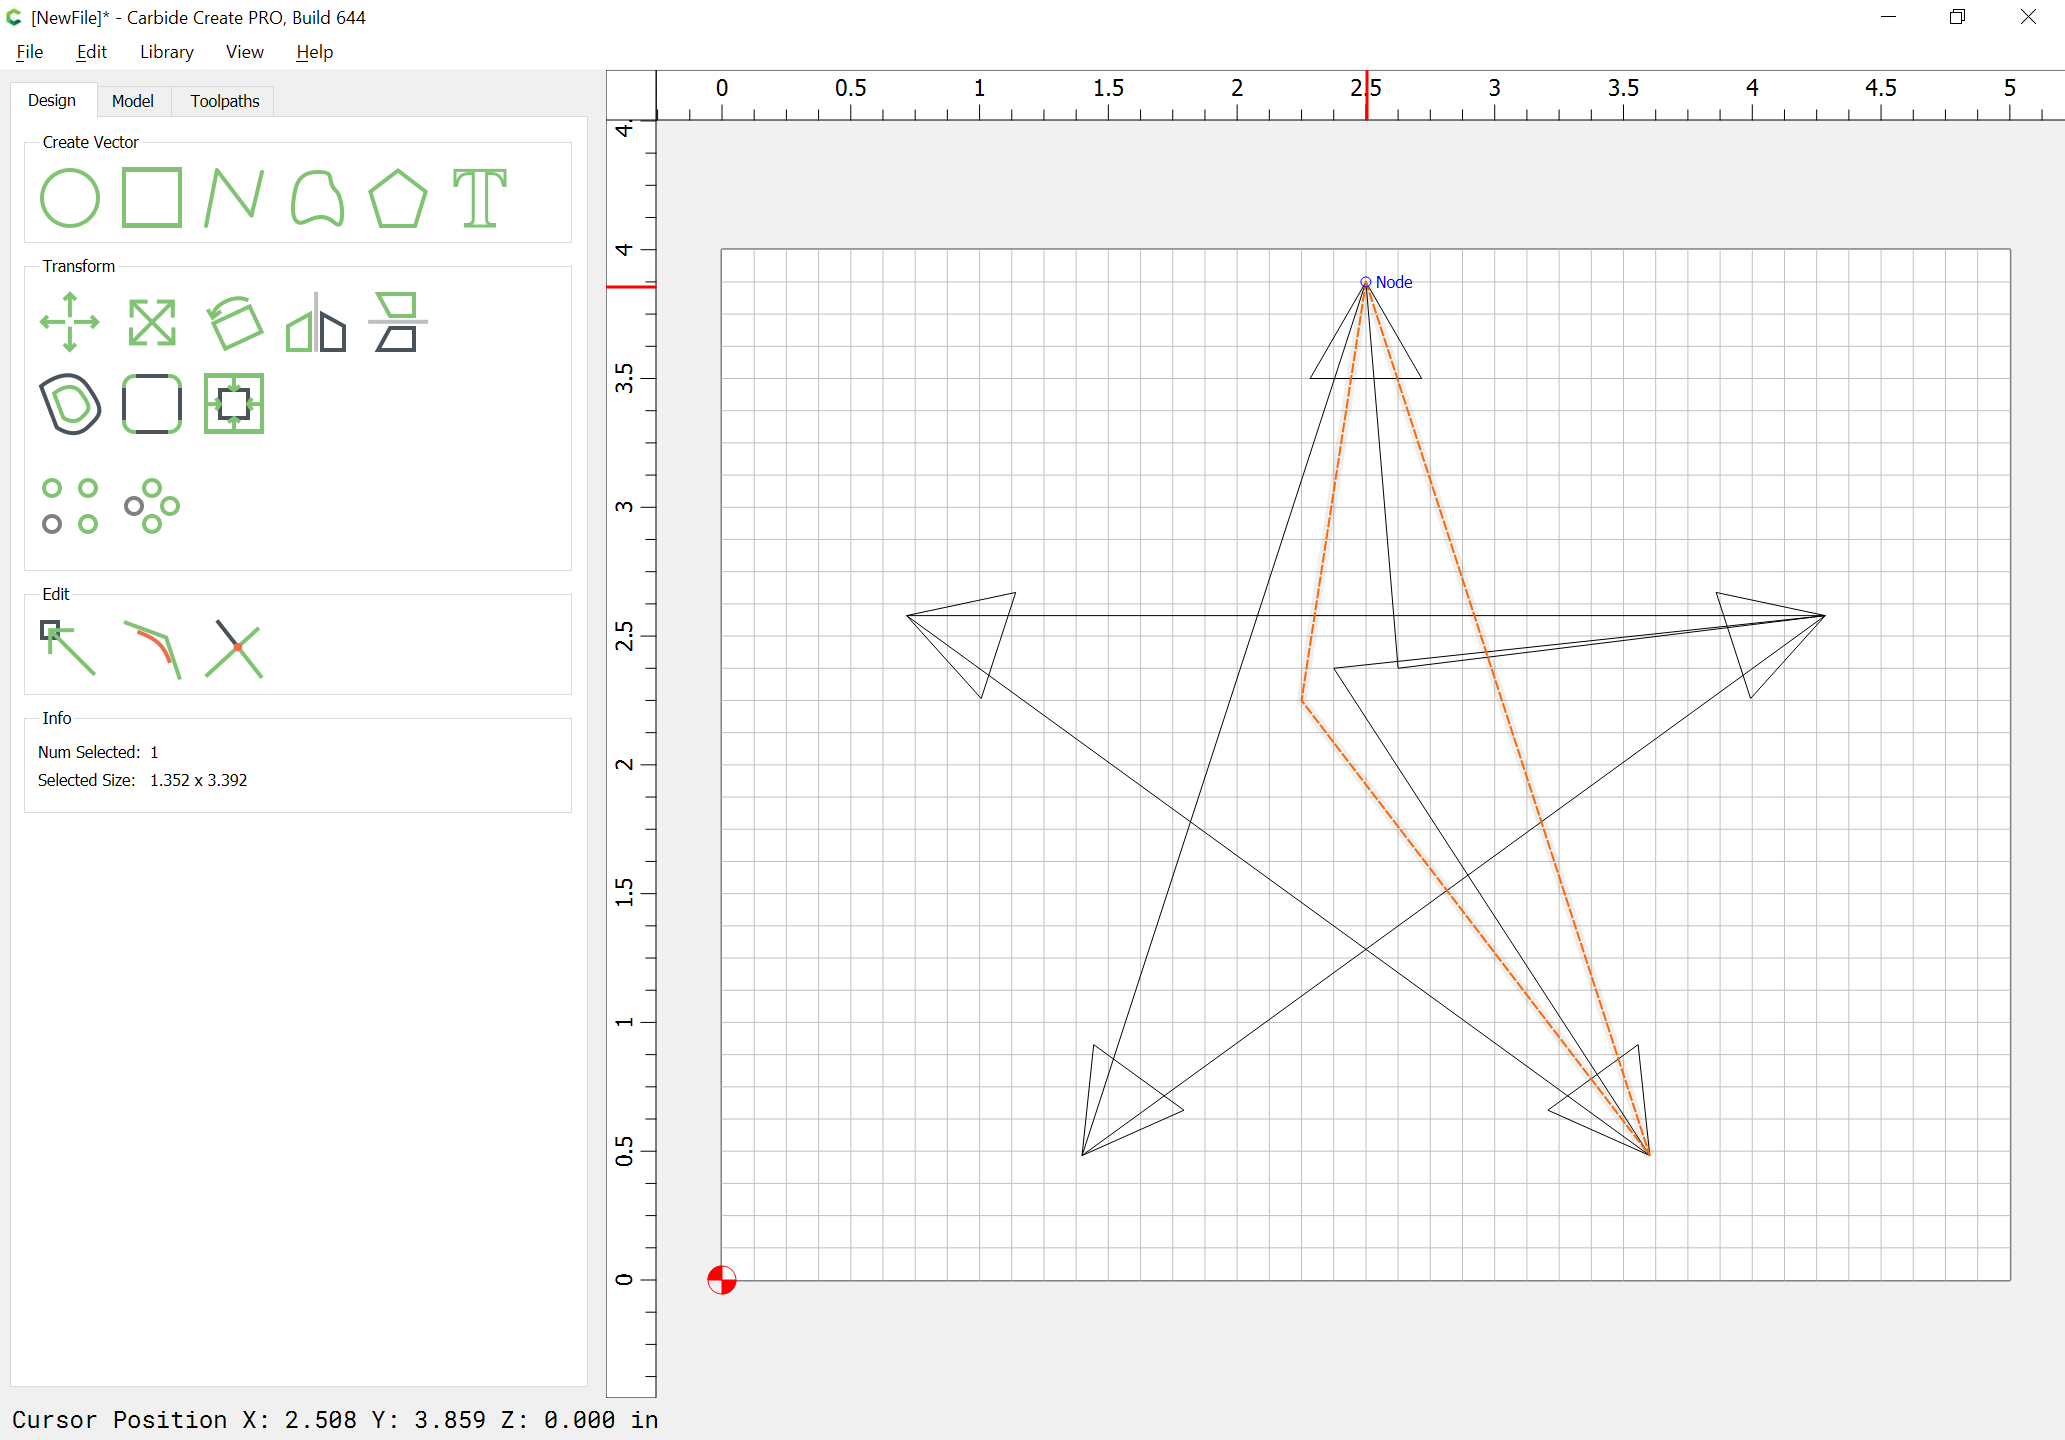 [NewFile]* - Carbide Create PRO, Build 644
File Edit Library View Help
Design Model Toolpaths
Create Vector
Transform
Edit
Info
Num Selected: 1
Selected Size: 1.352 x 3.392
0 0.5 1 1.5 2 2.5 3 3.5 4 4.5 5
4.
4
3.5
3
2.5
2
1.5
1
0.5
0
Node
Cursor Position X: 2.508 Y: 3.859 Z: 0.000 in